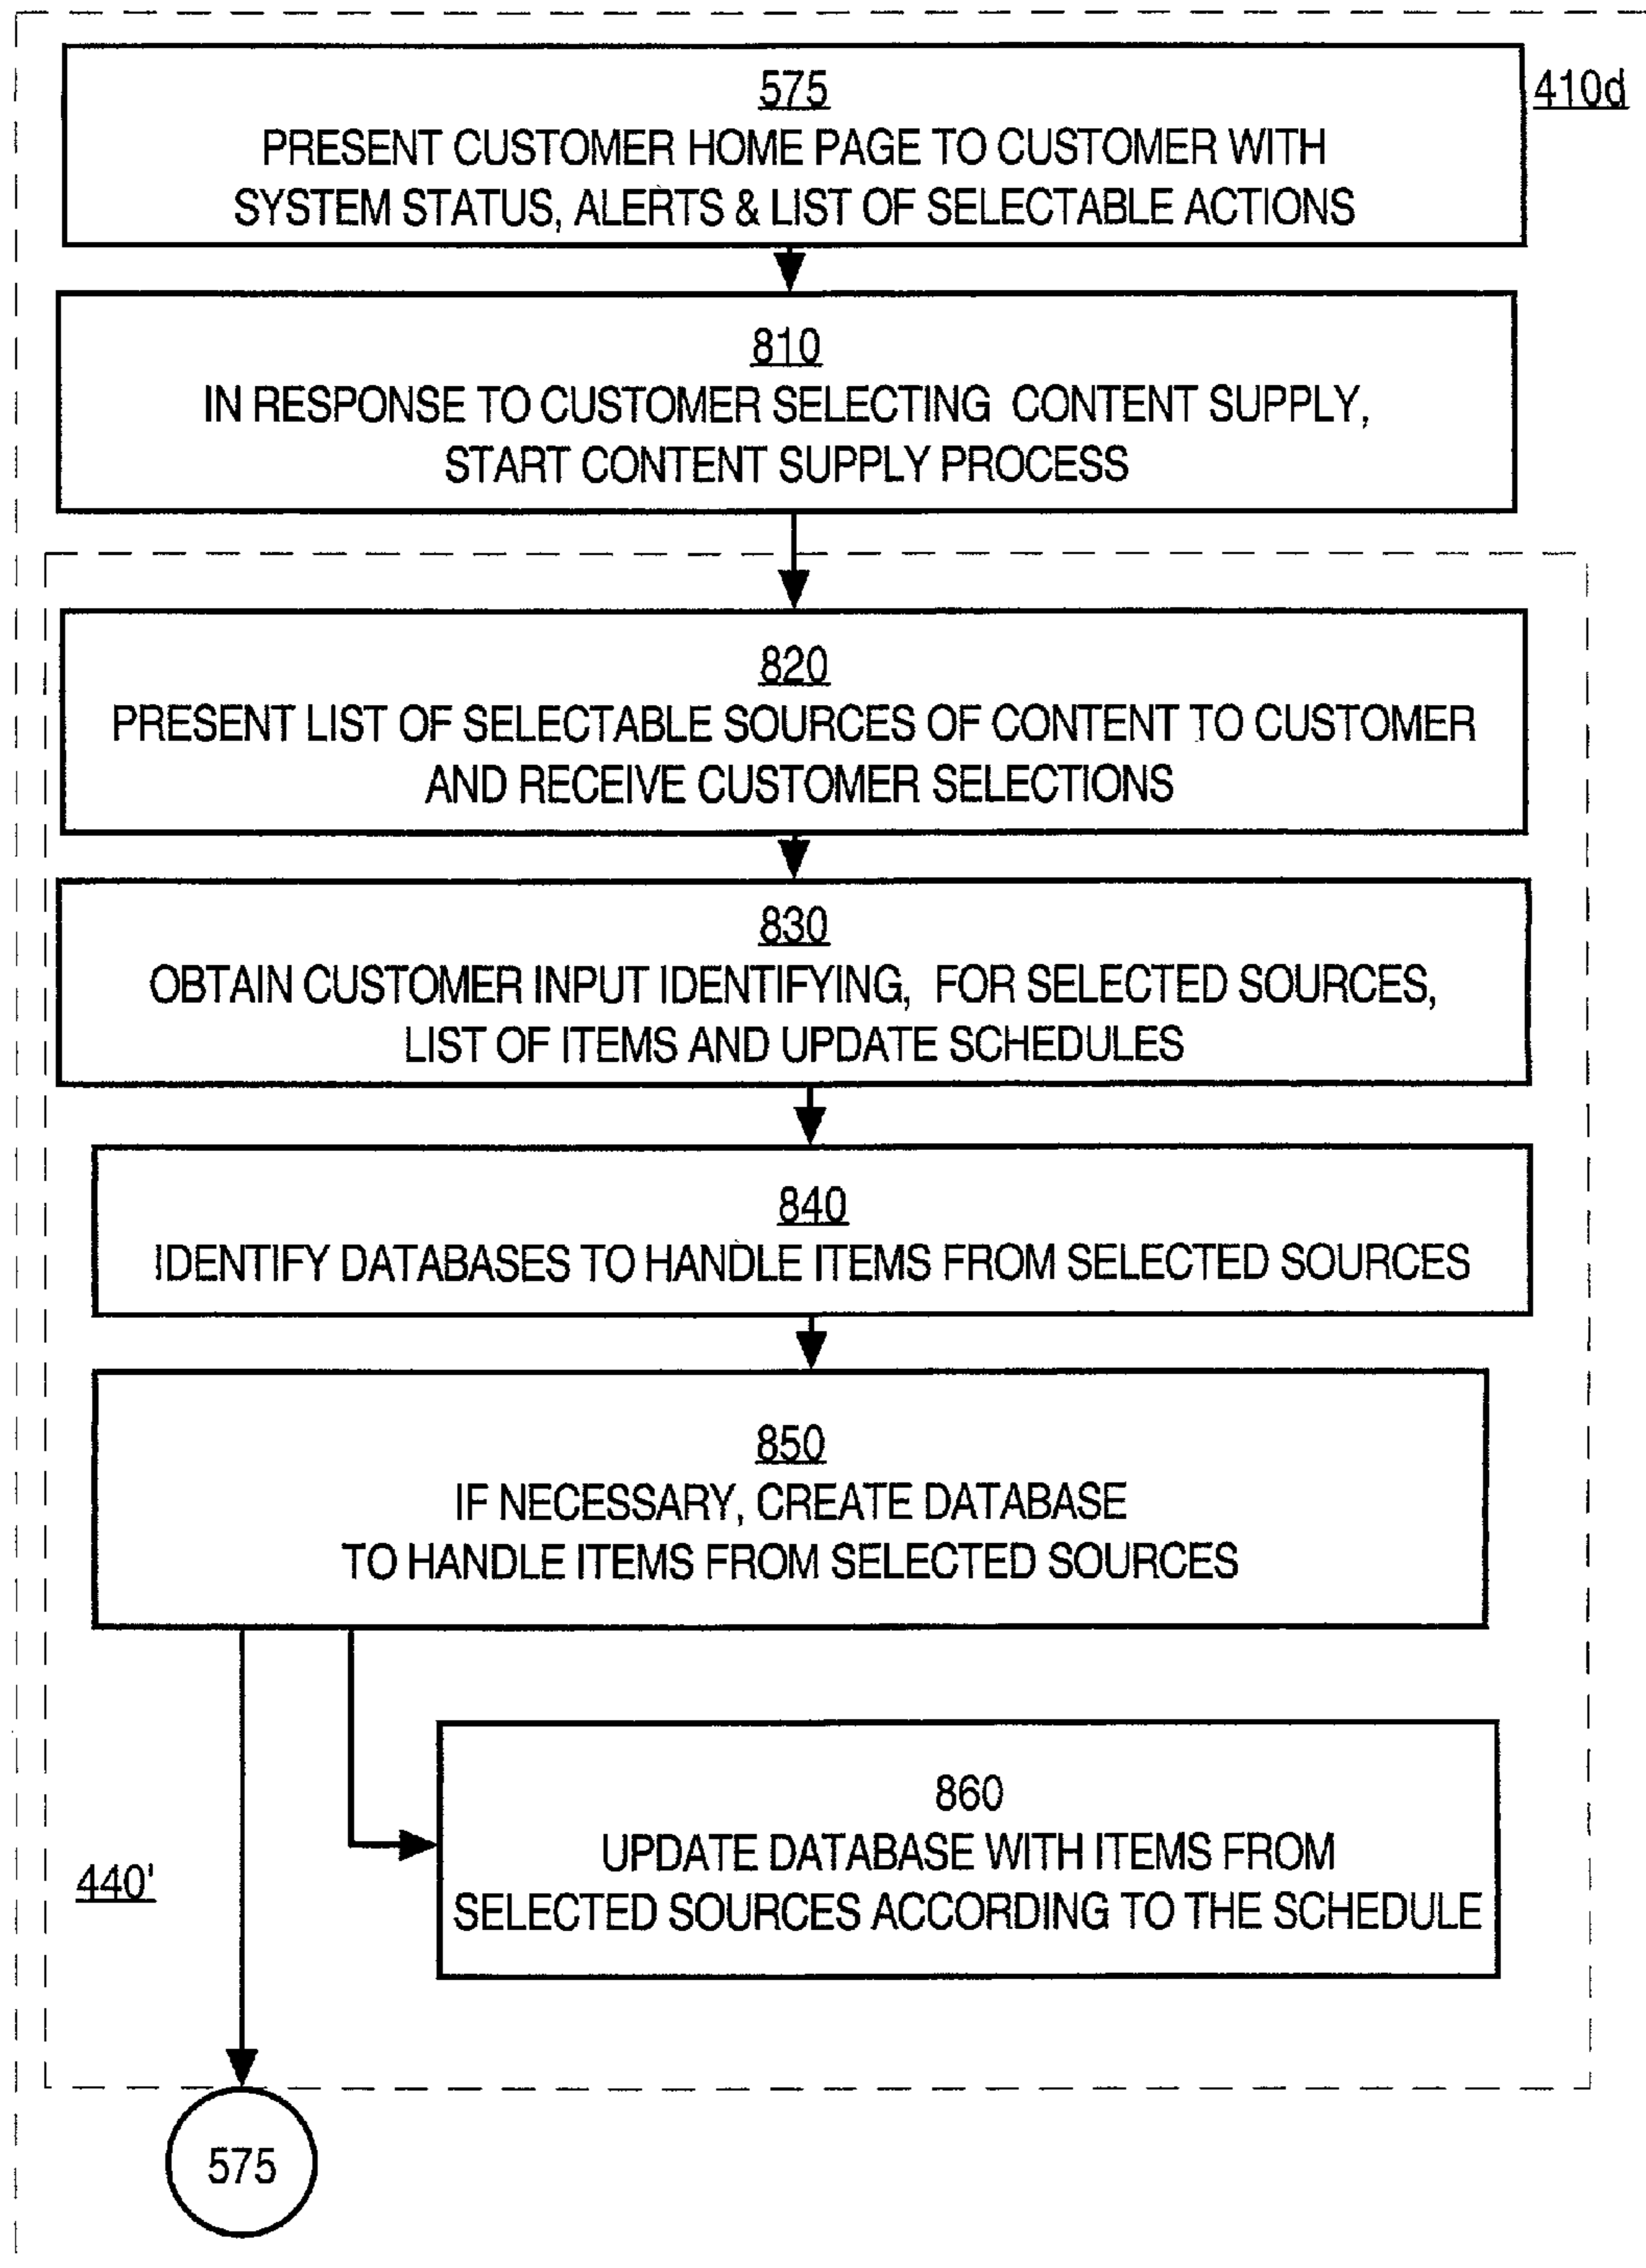 575
410d
PRESENT CUSTOMER HOME PAGE TO CUSTOMER WITH
SYSTEM STATUS, ALERTS & LIST OF SELECTABLE ACTIONS
810
IN RESPONSE TO CUSTOMER SELECTING CONTENT SUPPLY,
START CONTENT SUPPLY PROCESS
820
PRESENT LIST OF SELECTABLE SOURCES OF CONTENT TO CUSTOMER
AND RECEIVE CUSTOMER SELECTIONS
830
OBTAIN CUSTOMER INPUT IDENTIFYING, FOR SELECTED SOURCES,
LIST OF ITEMS AND UPDATE SCHEDULES
840
IDENTIFY DATABASES TO HANDLE ITEMS FROM SELECTED SOURCES
850
IF NECESSARY, CREATE DATABASE
TO HANDLE ITEMS FROM SELECTED SOURCES
860
UPDATE DATABASE WITH ITEMS FROM
SELECTED SOURCES ACCORDING TO THE SCHEDULE
440'
575